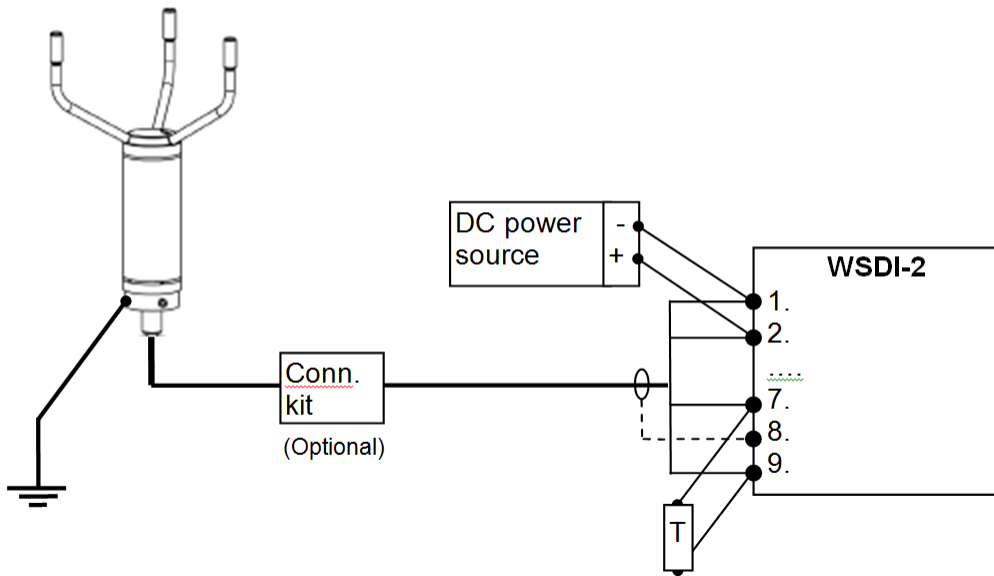 DC power
source
-
+
WSDI-2
1.
2.
....
7.
8.
9.
Conn.
kit
(Optional)
T